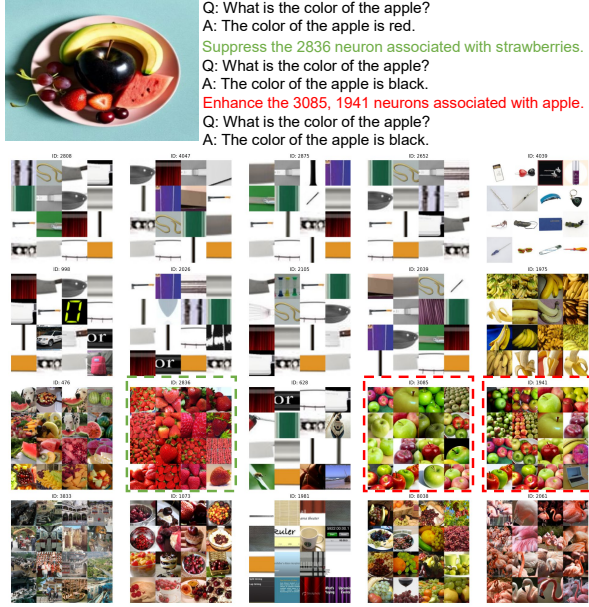 Q: What is the color of the apple?
A: The color of the apple is red.
Suppress the 2836 neuron associated with strawberries.
Q: What is the color of the apple?
A: The color of the apple is black.
Enhance the 3085, 1941 neurons associated with apple.
Q: What is the color of the apple?
A: The color of the apple is black.
ID: 2808
ID: 4047
ID: 2875
ID: 2652
ID: 4039
ID: 998
ID: 2026
ID: 2105
ID: 2039
ID: 1975
or
or
ID: 476
ID: 2836
ID: 628
ID: 3085
ID: 1941
or
ID: 3833
ID: 1073
ID: 1981
ID: 8038
ID: 2061